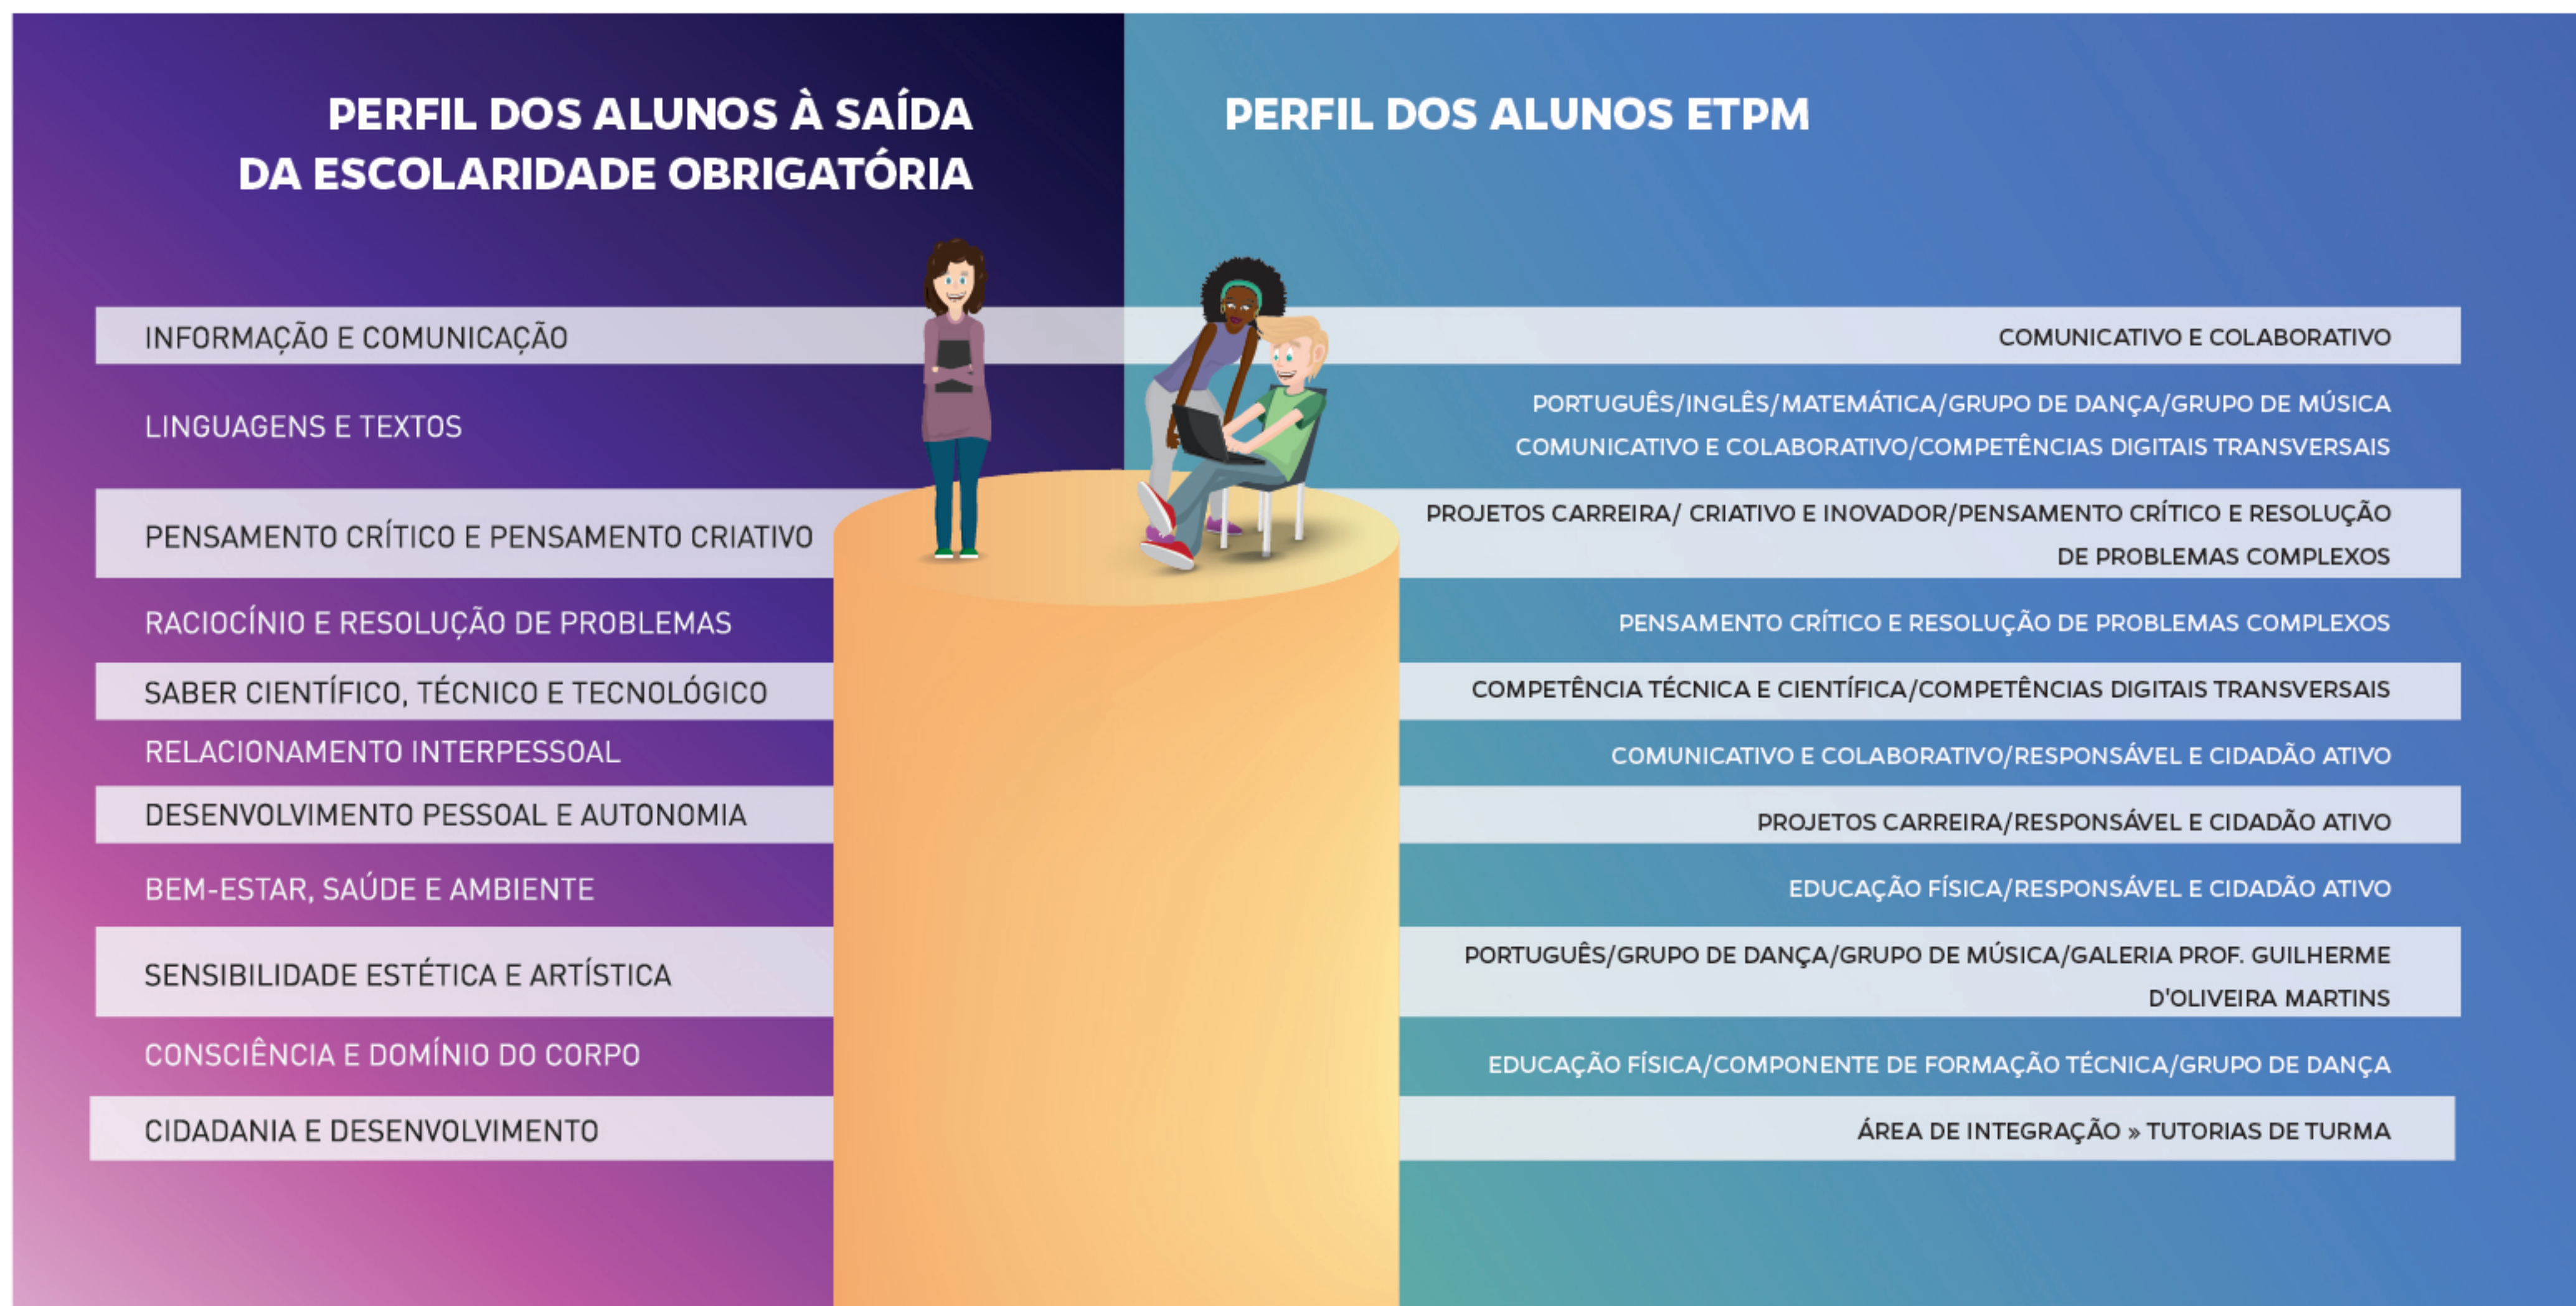 PERFIL DOS ALUNOS À SAÍDA
DA ESCOLARIDADE OBRIGATÓRIA
PERFIL DOS ALUNOS ETPM
INFORMAÇÃO E COMUNICAÇÃO
COMUNICATIVO E COLABORATIVO
LINGUAGENS E TEXTOS
PORTUGUÊS/INGLÊS/MATEMÁTICA/GRUPO DE DANÇA/GRUPO DE MÚSICA
COMUNICATIVO E COLABORATIVO/COMPETÊNCIAS DIGITAIS TRANSVERSAIS
PENSAMENTO CRÍTICO E PENSAMENTO CRIATIVO
PROJETOS CARREIRA/ CRIATIVO E INOVADOR/PENSAMENTO CRÍTICO E RESOLUÇÃO
DE PROBLEMAS COMPLEXOS
RACIOCÍNIO E RESOLUÇÃO DE PROBLEMAS
PENSAMENTO CRÍTICO E RESOLUÇÃO DE PROBLEMAS COMPLEXOS
SABER CIENTÍFICO, TÉCNICO E TECNOLÓGICO
COMPETÊNCIA TÉCNICA E CIENTÍFICA/COMPETÊNCIAS DIGITAIS TRANSVERSAIS
RELACIONAMENTO INTERPESSOAL
COMUNICATIVO E COLABORATIVO/RESPONSÁVEL E CIDADÃO ATIVO
DESENVOLVIMENTO PESSOAL E AUTONOMIA
PROJETOS CARREIRA/RESPONSÁVEL E CIDADÃO ATIVO
BEM-ESTAR, SAÚDE E AMBIENTE
EDUCAÇÃO FÍSICA/RESPONSÁVEL E CIDADÃO ATIVO
SENSIBILIDADE ESTÉTICA E ARTÍSTICA
PORTUGUÊS/GRUPO DE DANÇA/GRUPO DE MÚSICA/GALERIA PROF. GUILHERME
D'OLIVEIRA MARTINS
CONSCIÊNCIA E DOMÍNIO DO CORPO
EDUCAÇÃO FÍSICA/COMPONENTE DE FORMAÇÃO TÉCNICA/GRUPO DE DANÇA
CIDADANIA E DESENVOLVIMENTO
ÁREA DE INTEGRAÇÃO » TUTORIAS DE TURMA